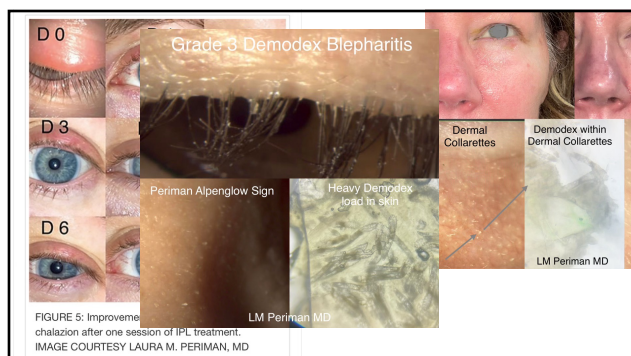 D 0
D 3
D 6
FIGURE 5: Improveme
chalazion after one session of IPL treatment.
IMAGE COURTESY LAURA M. PERIMAN, MD
Grade 3 Demodex Blepharitis
Periman Alpenglow Sign
Heavy Demodex
load in skin
LM Periman MD
Dermal
Collarettes
Demodex within
Dermal Collarettes
LM Periman MD